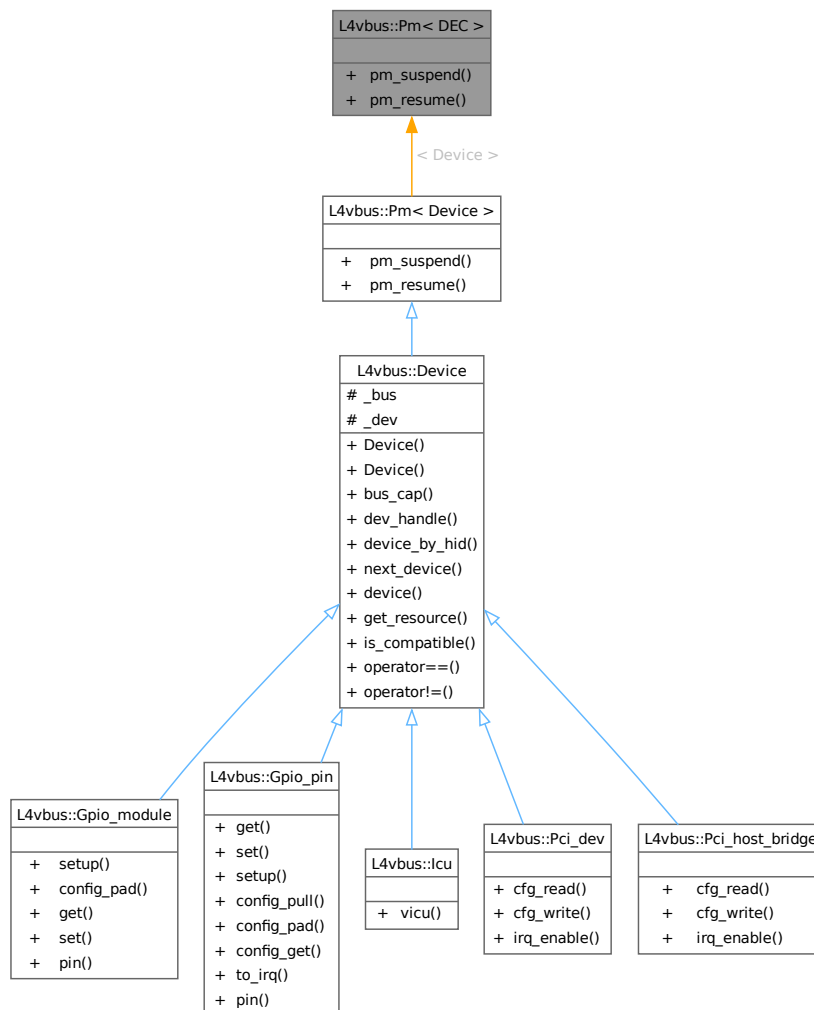 L4vbus::Pm< DEC >
+ pm_suspend()
+ pm_resume()
< Device >
L4vbus::Pm< Device >
+ pm_suspend()
+ pm_resume()
L4vbus::Device
# _bus
# _dev
+ Device()
+ Device()
+ bus_cap()
+ dev_handle()
+ device_by_hid()
+ next_device()
+ device()
+ get_resource()
+ is_compatible()
+ operator==()
+ operator!=()
L4vbus::Gpio_module
+ setup()
+ config_pad()
+ get()
+ set()
+ pin()
L4vbus::Gpio_pin
+ get()
+ set()
+ setup()
+ config_pull()
+ config_pad()
+ config_get()
+ to_irq()
+ pin()
L4vbus::Icu
+ vicu()
L4vbus::Pci_dev
+ cfg_read()
+ cfg_write()
+ irq_enable()
L4vbus::Pci_host_bridge
+ cfg_read()
+ cfg_write()
+ irq_enable()